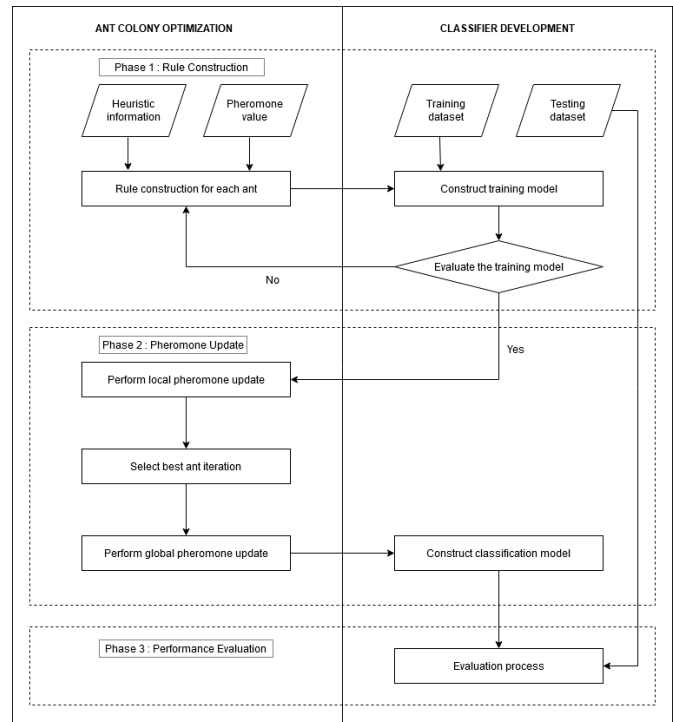 ANT COLONY OPTIMIZATION
CLASSIFIER DEVELOPMENT
Phase 1 : Rule Construction
Heuristic
information
Pheromone
value
Training
dataset
Testing
dataset
Rule construction for each ant
Construct training model
Evaluate the training model
No
Yes
Phase 2 : Pheromone Update
Perform local pheromone update
Select best ant iteration
Perform global pheromone update
Construct classification model
Phase 3 : Performance Evaluation
Evaluation process